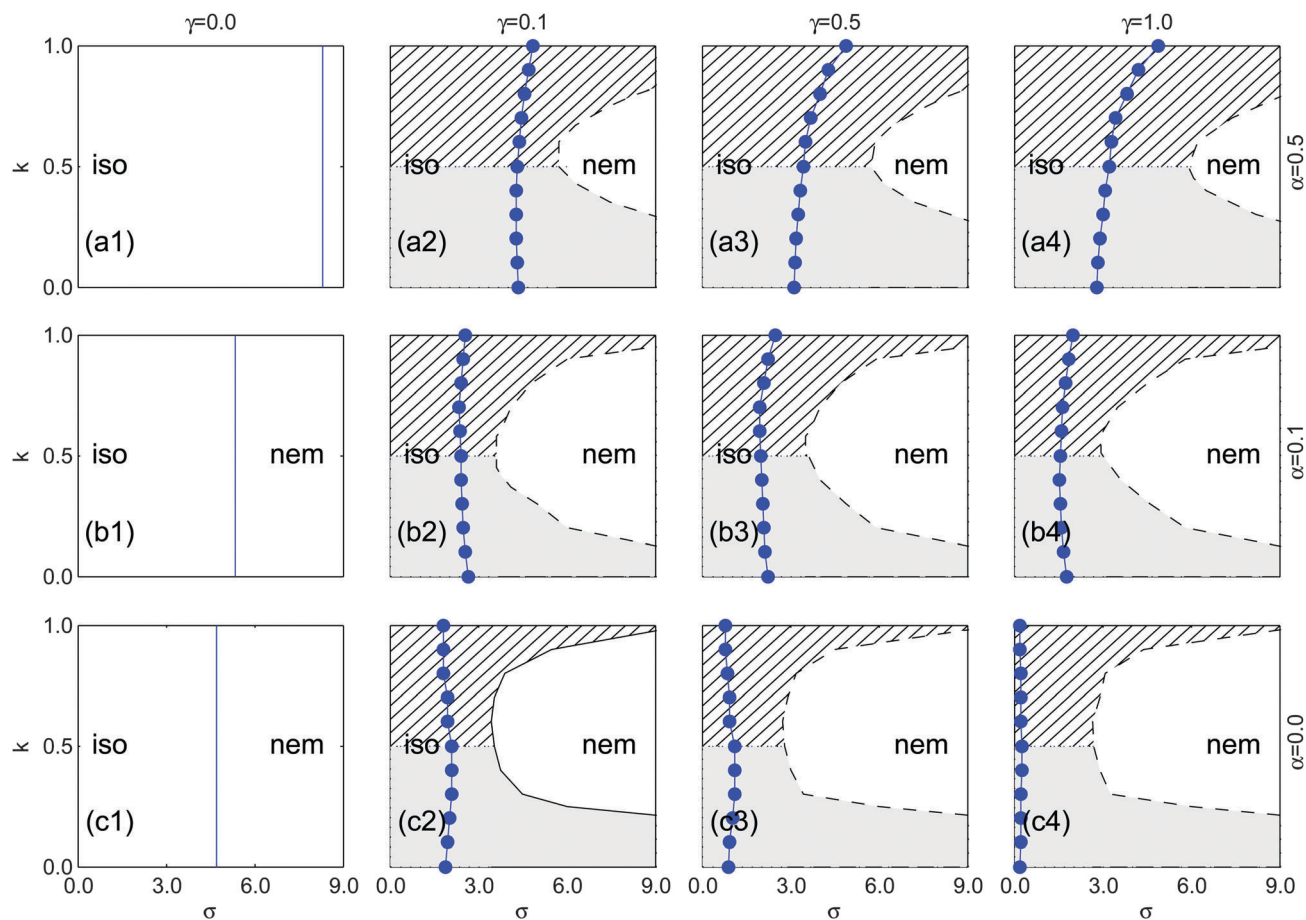 γ=0.0 γ=0.1 γ=0.5 γ=1.0
1.0
k
0.5
0.0
iso
(a1)
iso
nem
(a2)
iso
nem
(a3)
iso
nem
(a4)
α=0.5
1.0
k
0.5
0.0
iso
nem
(b1)
iso
nem
(b2)
iso
nem
(b3)
nem
(b4)
α=0.1
1.0
k
0.5
0.0
iso
nem
(c1)
iso
nem
(c2)
nem
(c3)
nem
(c4)
α=0.0
3.0 6.0 9.0
0.0 3.0 6.0 9.0
0.0 3.0 6.0 9.0
0.0 3.0 6.0 9.0
σ σ σ σ